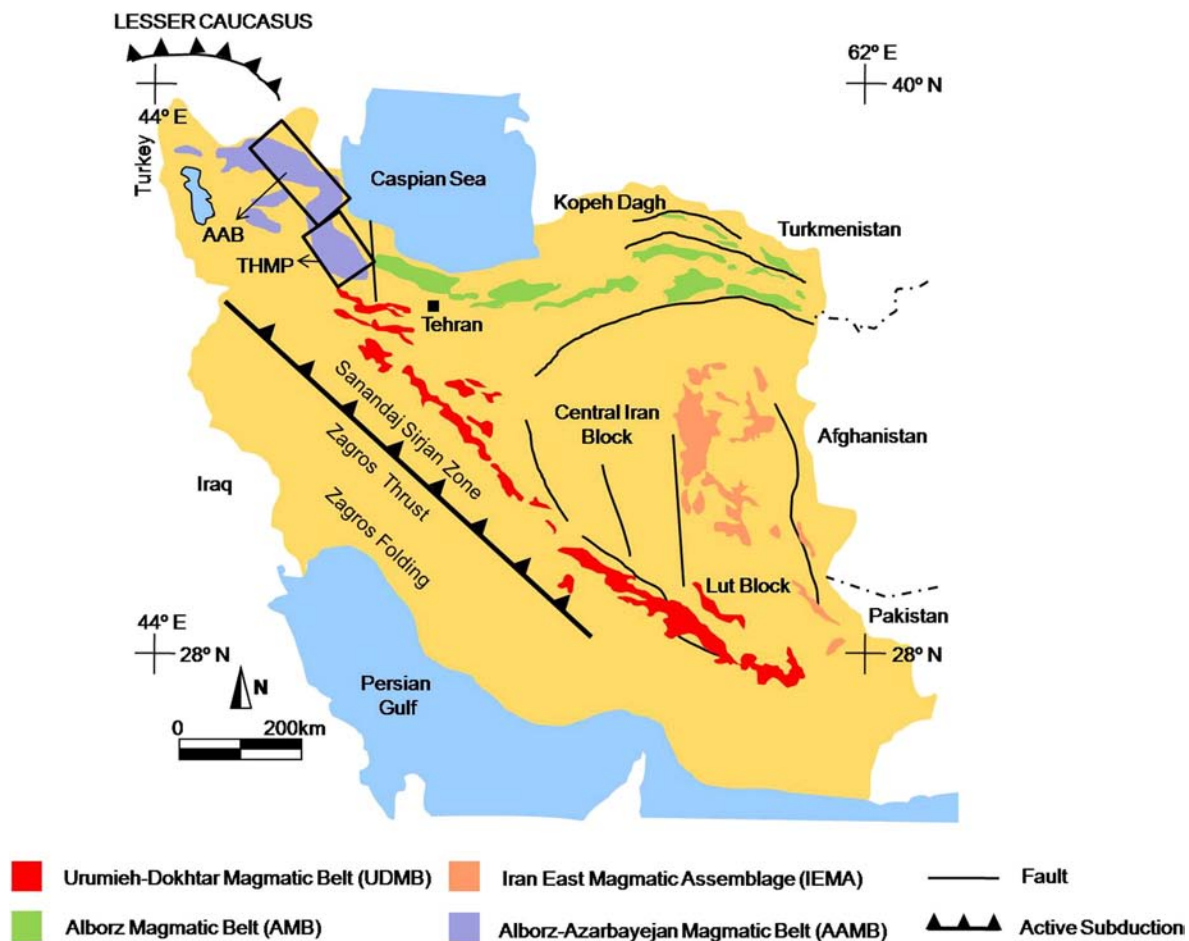 LESSER CAUCASUS
62º E
40º N
44º E
Turkey
Caspian Sea
Kopeh Dagh
Turkmenistan
AAB
THMP
Tehran
Sanandaj Sirjan Zone
Zagros Thrust
Zagros Folding
Central Iran
Block
Afghanistan
Iraq
Lut Block
Pakistan
44º E
28º N
28º N
N
Persian
Gulf
0 200km
Urumieh-Dokhtar Magmatic Belt (UDMB)
Iran East Magmatic Assemblage (IEMA)
Fault
Alborz Magmatic Belt (AMB)
Alborz-Azarbayejan Magmatic Belt (AAMB)
Active Subduction